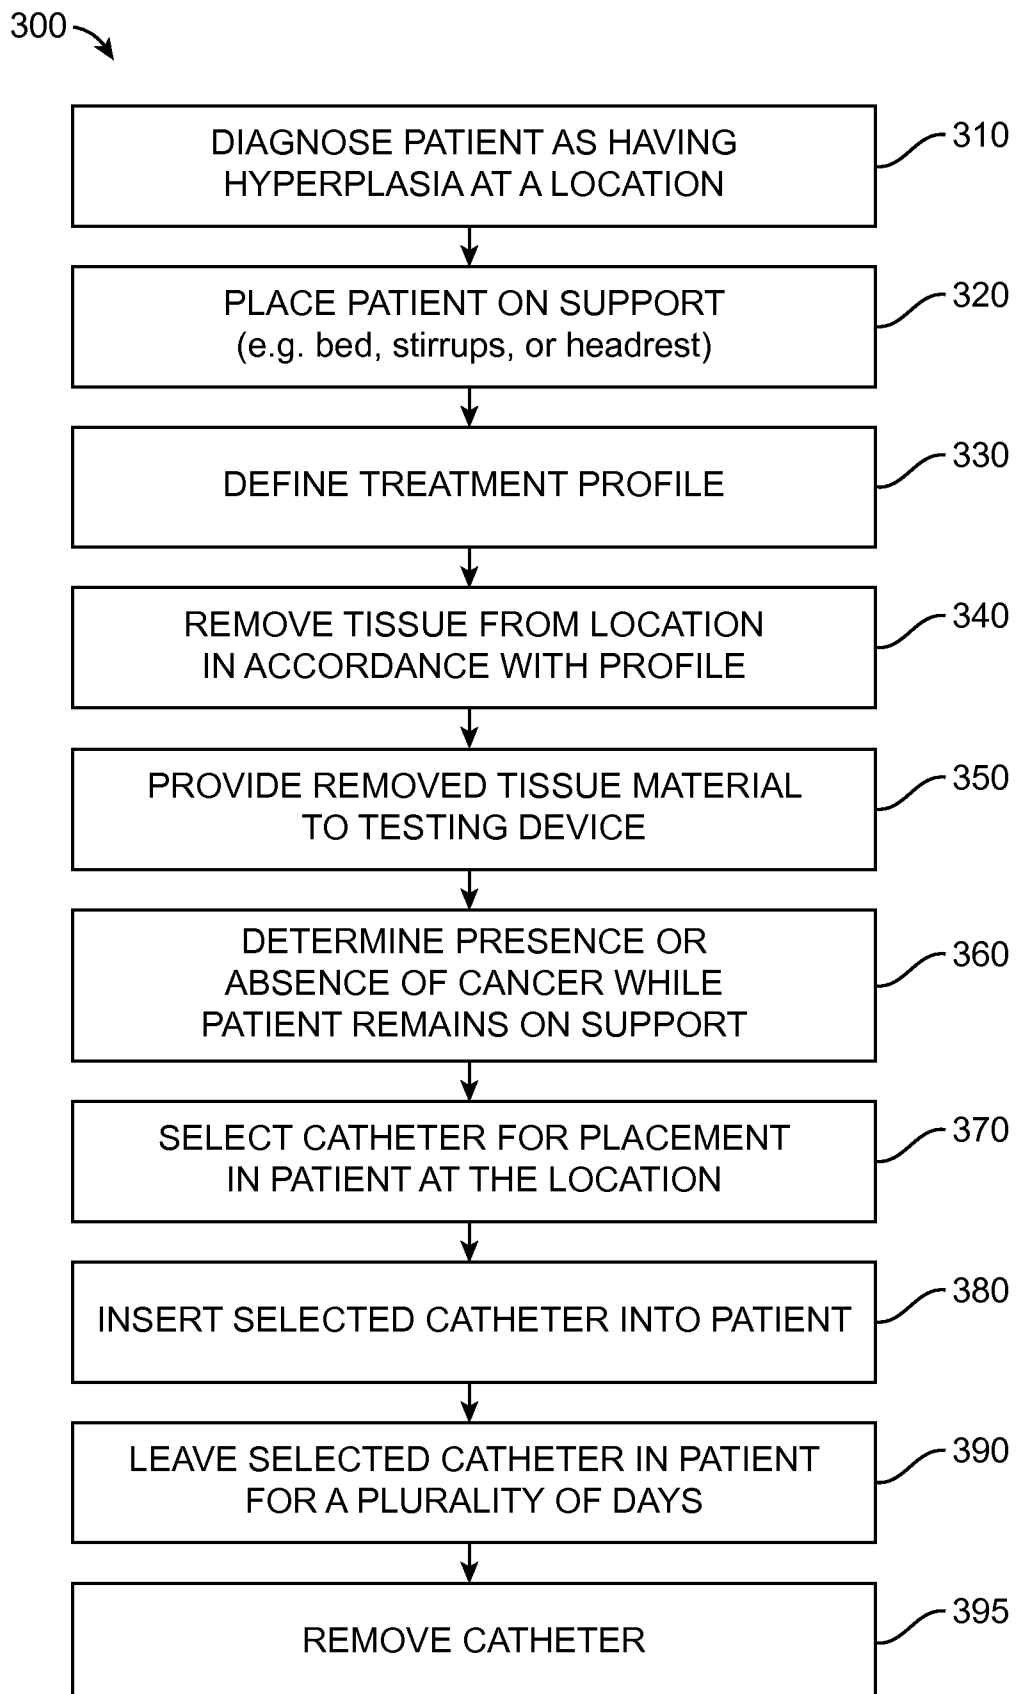 300
DIAGNOSE PATIENT AS HAVING
HYPERPLASIA AT A LOCATION
310
PLACE PATIENT ON SUPPORT
(e.g. bed, stirrups, or headrest)
320
DEFINE TREATMENT PROFILE
330
REMOVE TISSUE FROM LOCATION
IN ACCORDANCE WITH PROFILE
340
PROVIDE REMOVED TISSUE MATERIAL
TO TESTING DEVICE
350
DETERMINE PRESENCE OR
ABSENCE OF CANCER WHILE
PATIENT REMAINS ON SUPPORT
360
SELECT CATHETER FOR PLACEMENT
IN PATIENT AT THE LOCATION
370
INSERT SELECTED CATHETER INTO PATIENT
380
LEAVE SELECTED CATHETER IN PATIENT
FOR A PLURALITY OF DAYS
390
REMOVE CATHETER
395